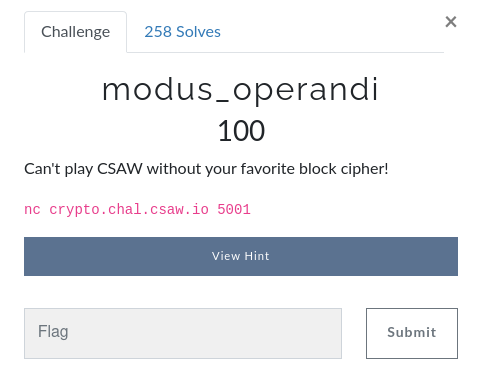 Challenge
258 Solves
×
modus_operandi
100
Can't play CSAW without your favorite block cipher!
nc crypto.chal.csaw.io 5001
View Hint
Flag
Submit